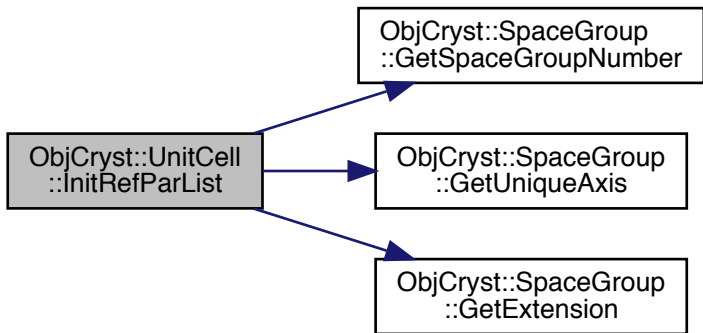 ObjCryst::SpaceGroup
::GetSpaceGroupNumber
ObjCryst::UnitCell
::InitRefParList
ObjCryst::SpaceGroup
::GetUniqueAxis
ObjCryst::SpaceGroup
::GetExtension